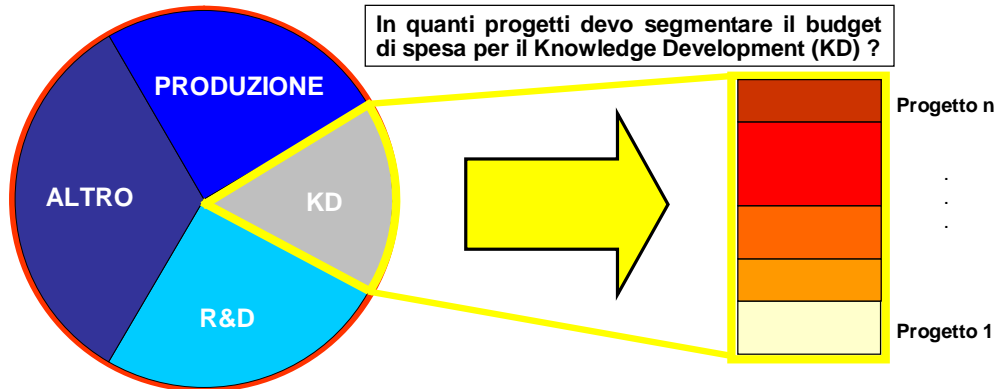 In quanti progetti devo segmentare il budget
di spesa per il Knowledge Development (KD) ?
PRODUZIONE
ALTRO
KD
R&D
Progetto n
.
.
.
Progetto 1